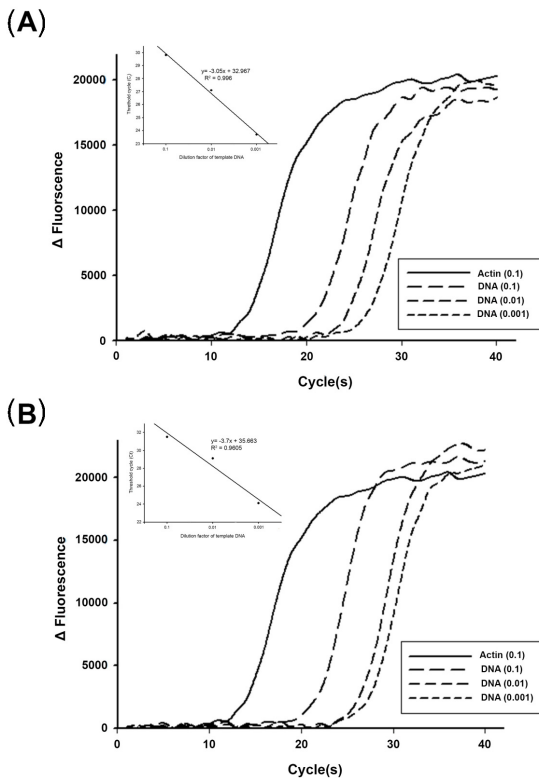 (A)
y= -3.05x + 32.967
R² = 0.996
Threshold cycle (Cₜ)
30
29
28
27
26
25
24
23
0.1
0.01
0.001
Dilution factor of template DNA
Δ Fluorscence
20000
15000
10000
5000
0
Actin (0.1)
DNA (0.1)
DNA (0.01)
DNA (0.001)
0
10
20
30
40
Cycle(s)
(B)
y= -3.7x + 35.663
R² = 0.9605
Threshold cycle (Ct)
32
30
28
26
24
22
0.1
0.01
0.001
Dilution factor of template DNA
Δ Fluorescence
20000
15000
10000
5000
0
Actin (0.1)
DNA (0.1)
DNA (0.01)
DNA (0.001)
0
10
20
30
40
Cycle(s)